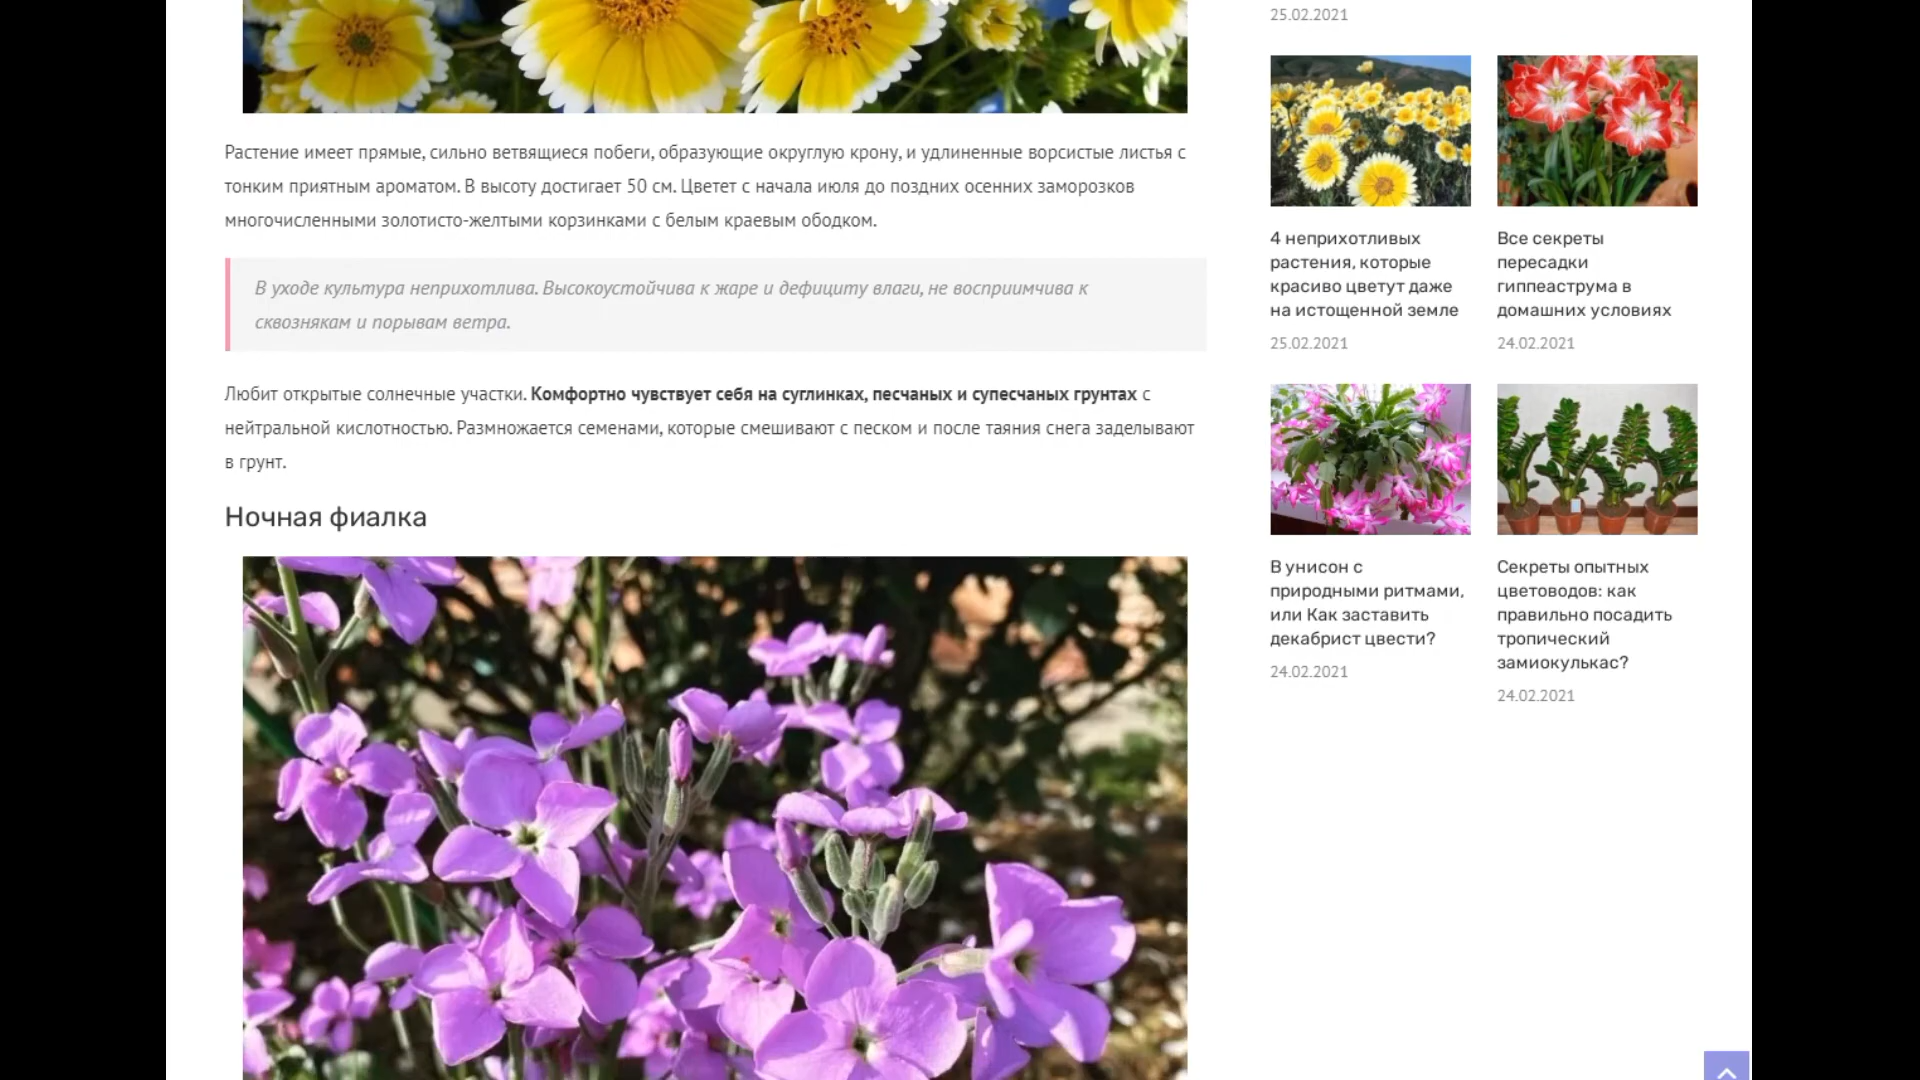 25.02.2021
Растение имеет прямые, сильно ветвящиеся побеги, образующие округлую крону, и удлиненные ворсистые листья с
тонким приятным ароматом. В высоту достигает 50 см. Цветет с начала июля до поздних осенних заморозков
многочисленными золотисто-желтыми корзинками с белым краевым ободком.
В уходе культура неприхотлива. Высокоустойчива к жаре и дефициту влаги, не восприимчива к
сквознякам и порывам ветра.
Любит открытые солнечные участки. Комфортно чувствует себя на суглинках, песчаных и супесчаных грунтах с
нейтральной кислотностью. Размножается семенами, которые смешивают с песком и после таяния снега заделывают
в грунт.
Ночная фиалка
4 неприхотливых
растения, которые
красиво цветут даже
на истощенной земле
25.02.2021
Все секреты
пересадки
гиппеаструма в
домашних условиях
24.02.2021
В унисон с
природными ритмами,
или Как заставить
декабрист цвести?
24.02.2021
Секреты опытных
цветоводов: как
правильно посадить
тропический
замиокулькас?
24.02.2021